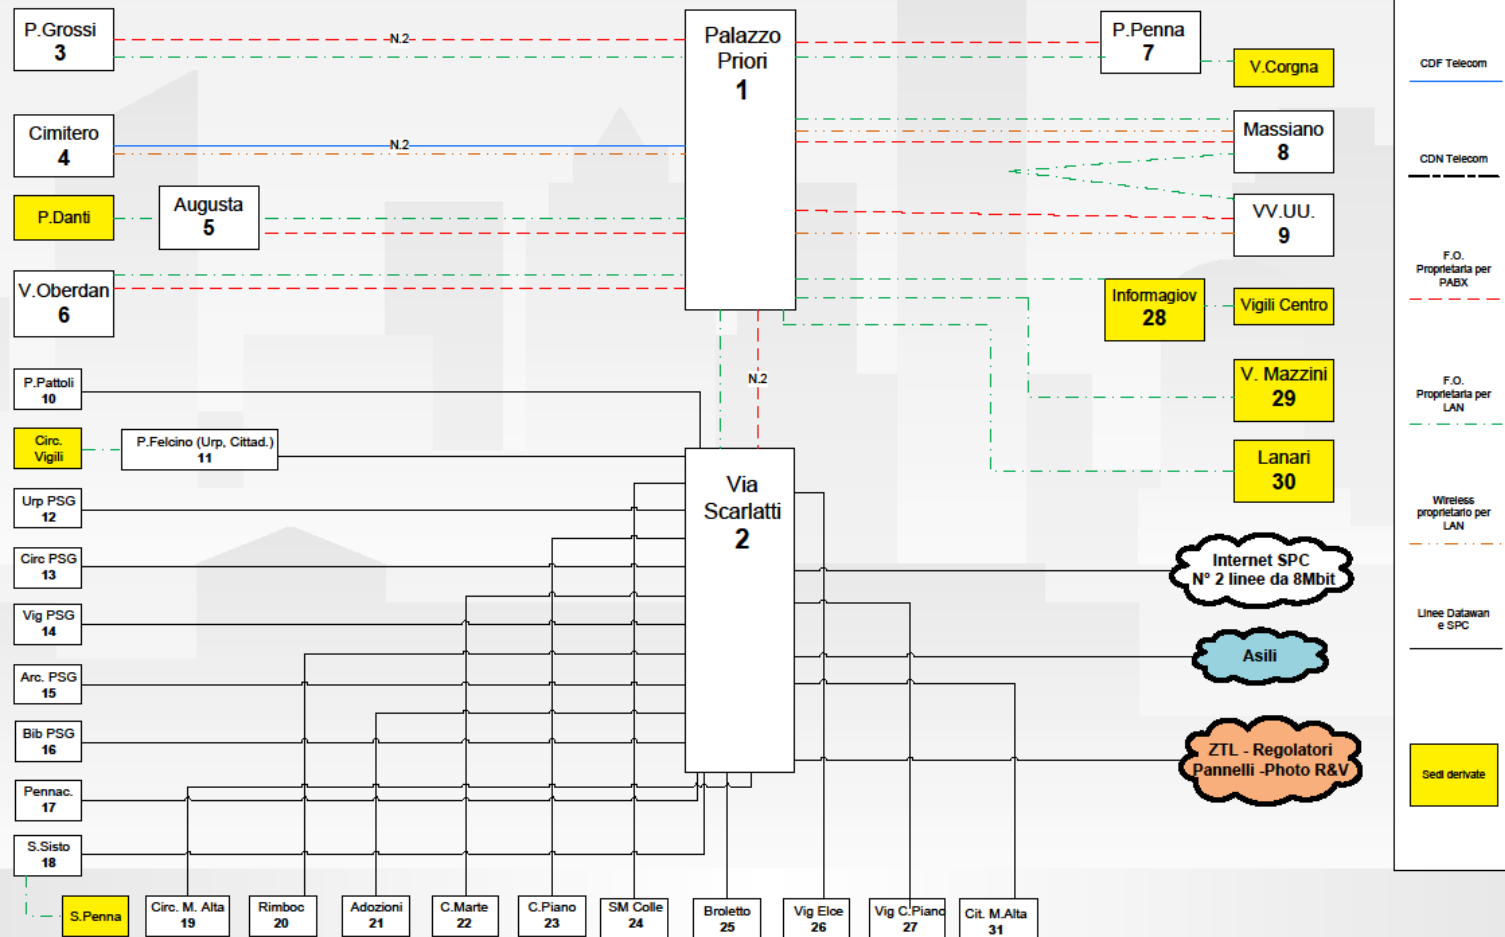 P.Grossi
3
N.2
Palazzo
Priori
1
P.Penna
7
V.Corgna
Cimitero
4
N.2
Massiano
8
P.Danti
Augusta
5
VV.UU.
9
V.Oberdan
6
Informagiov
28
Vigili Centro
N.2
V. Mazzini
29
P.Pattoli
10
Circ.
Vigili
P.Felcino (Urp, Cittad.)
11
Lanari
30
Via
Scarlatti
2
Urp PSG
12
Circ PSG
13
Internet SPC
N° 2 linee da 8Mbit
Vig PSG
14
Asili
Arc. PSG
15
Bib PSG
16
ZTL - Regolatori
Pannelli -Photo R&V
Pennac.
17
S.Sisto
18
S.Penna
Circ. M. Alta
19
Rimboc
20
Adozioni
21
C.Marte
22
C.Piano
23
SM Colle
24
Broletto
25
Vig Elce
26
Vig C.Piano
27
Cit. M.Alta
31
CDF Telecom
CDN Telecom
F.O.
Proprietaria per
PABX
F.O.
Proprietaria per
LAN
Wireless
proprietario per
LAN
Linee Datawan
e SPC
Sedi derivate